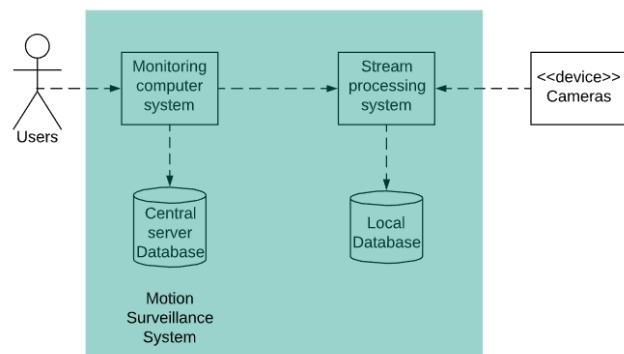 Users
Monitoring
computer
system
Stream
processing
system
<<device>>
Cameras
Central
server
Database
Local
Database
Motion
Surveillance
System